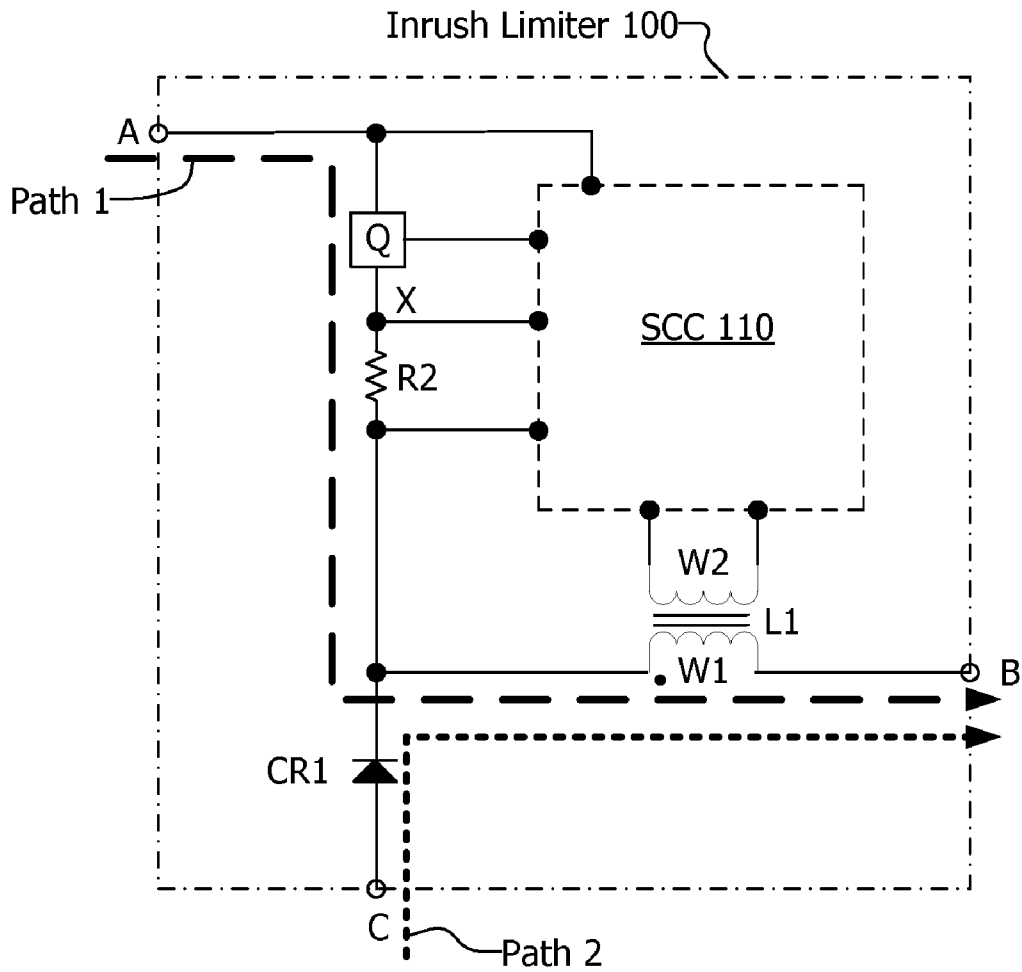 Inrush Limiter 100
A
Path 1
Q
X
SCC 110
R2
W2
L1
W1
B
CR1
C
Path 2